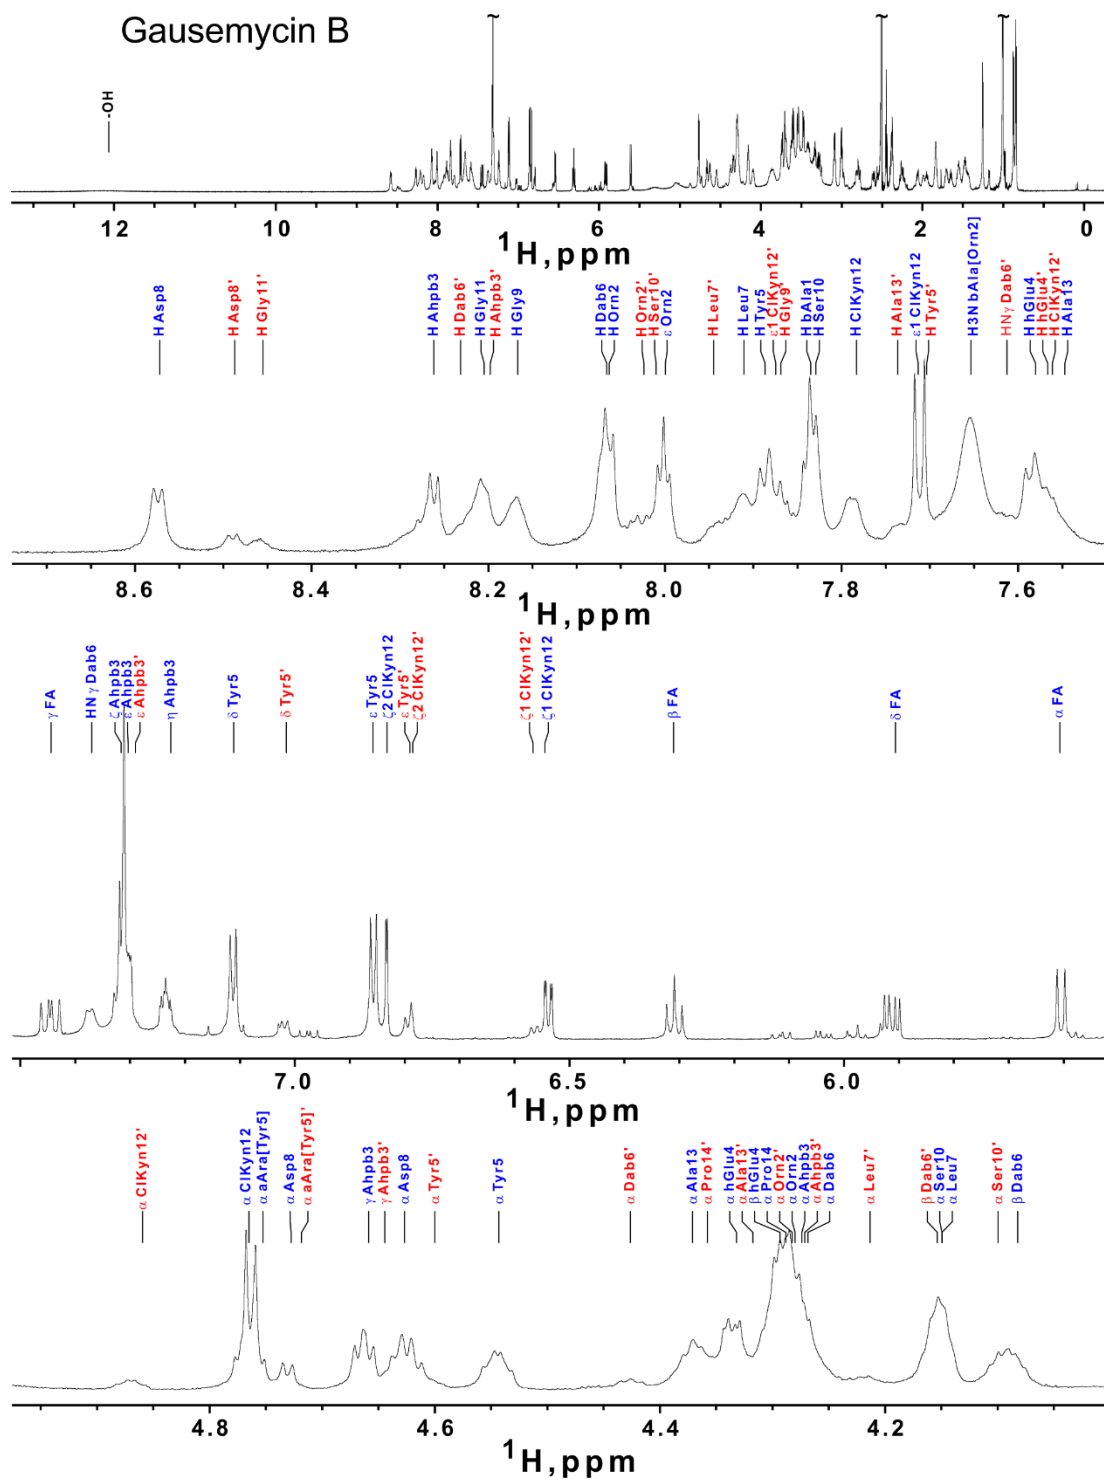 Gausemycin B
~ ~ ~
-OH
12 10 8 6 4 2 0
¹H,ppm
H Asp8
H Asp8'
H Gly11'
H Ahpb3
H Dab6'
H Gly11
H Ahpb3'
H Gly9
H Dab6
H Orn2
H Orn2'
H Ser10'
ε Orn2
H Leu7'
H Leu7
H Tyr5
ε1 ClKyn12'
H Gly9'
H bAla1
H Ser10
H ClKyn12
H Ala13'
ε1 ClKyn12
H Tyr5'
H3N bAla[Orn2]
HNγ Dab6'
H hGlu4
H hGlu4'
H ClKyn12'
H Ala13
8.6 8.4 8.2 8.0 7.8 7.6
¹H,ppm
γ FA
HN γ Dab6
ζ Ahpb3
ε Ahpb3
ε Ahpb3'
η Ahpb3
δ Tyr5
δ Tyr5'
ε Tyr5
ζ2 ClKyn12
ε Tyr5'
ζ2 ClKyn12'
ζ1 ClKyn12'
ζ1 ClKyn12
β FA
δ FA
α FA
7.0 6.5 6.0
¹H,ppm
α ClKyn12'
α ClKyn12
α aAra[Tyr5]
α Asp8
α aAra[Tyr5]'
γ Ahpb3
γ Ahpb3'
α Asp8
α Tyr5'
α Tyr5
α Dab6'
α Ala13
α Pro14'
α hGlu4
α Ala13'
β hGlu4
α Pro14
α Orn2'
α Orn2
α Ahpb3
α Ahpb3'
α Dab6
α Leu7'
β Dab6'
α Ser10
α Leu7
α Ser10'
β Dab6
4.8 4.6 4.4 4.2
¹H,ppm